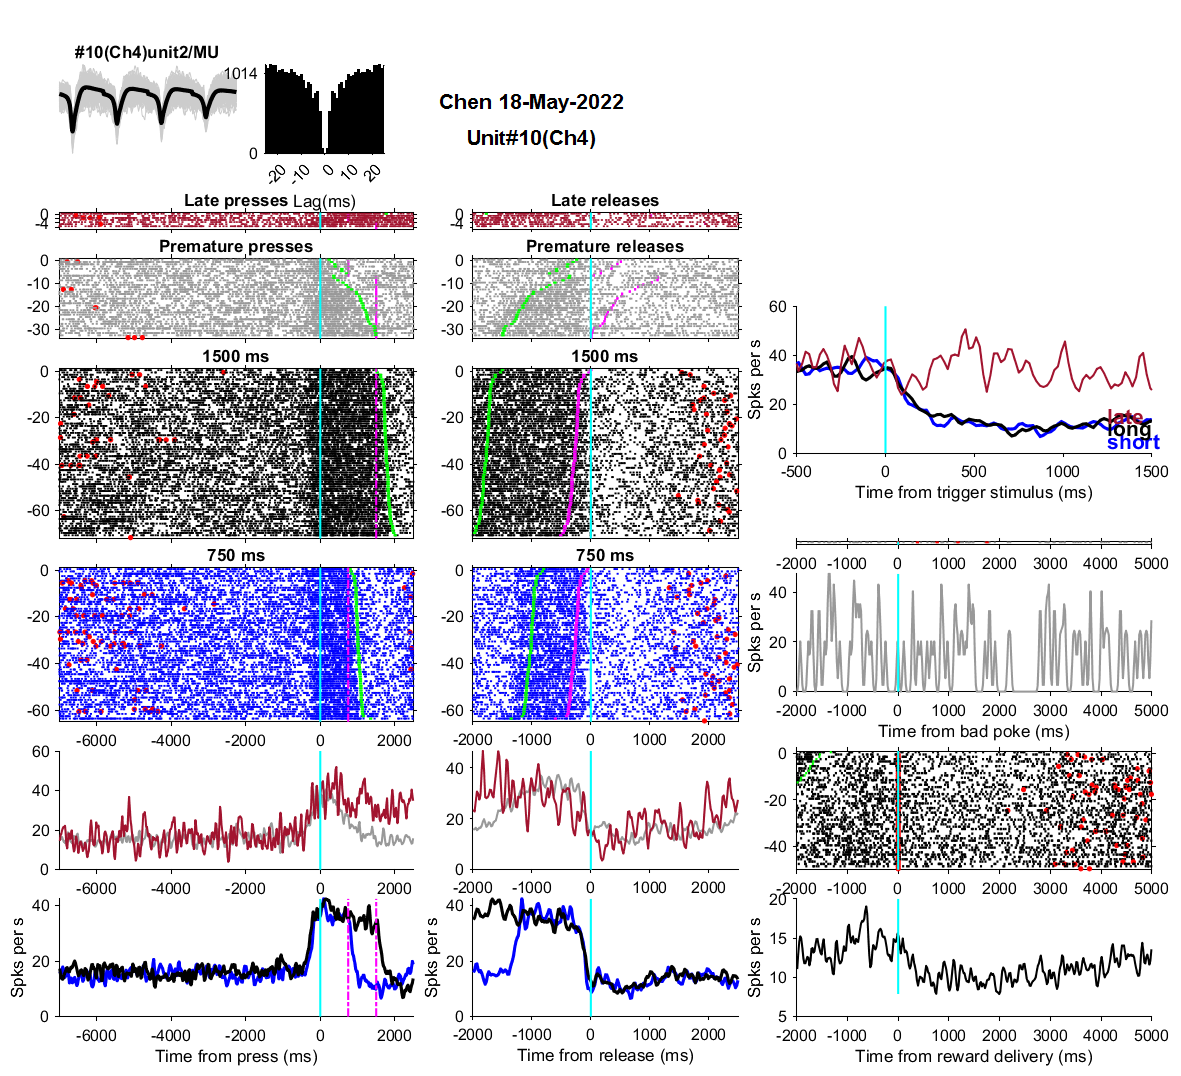 #10(Ch4)unit2/MU
1014
0
-20 -10 0 10 20
Lag(ms)
Chen 18-May-2022
Unit#10(Ch4)
Late presses
0
-4
Late releases
Premature presses
0
-10
-20
-30
Premature releases
0
-10
-20
-30
1500 ms
0
-20
-40
-60
1500 ms
0
-20
-40
-60
750 ms
0
-20
-40
-60
-6000 -4000 -2000 0 2000
750 ms
0
-20
-40
-60
-2000 -1000 0 1000 2000
60
40
20
0
-6000 -4000 -2000 0 2000
40
20
0
-2000 -1000 0 1000 2000
Spks per s
40
20
0
-6000 -4000 -2000 0 2000
Time from press (ms)
Spks per s
40
20
0
-2000 -1000 0 1000 2000
Time from release (ms)
Spks per s
60
40
20
0
late
long
short
-500 0 500 1000 1500
Time from trigger stimulus (ms)
-2000 -1000 0 1000 2000 3000 4000 5000
Spks per s
40
20
0
-2000 -1000 0 1000 2000 3000 4000 5000
Time from bad poke (ms)
0
-20
-40
-2000 -1000 0 1000 2000 3000 4000 5000
Spks per s
20
15
10
5
-2000 -1000 0 1000 2000 3000 4000 5000
Time from reward delivery (ms)